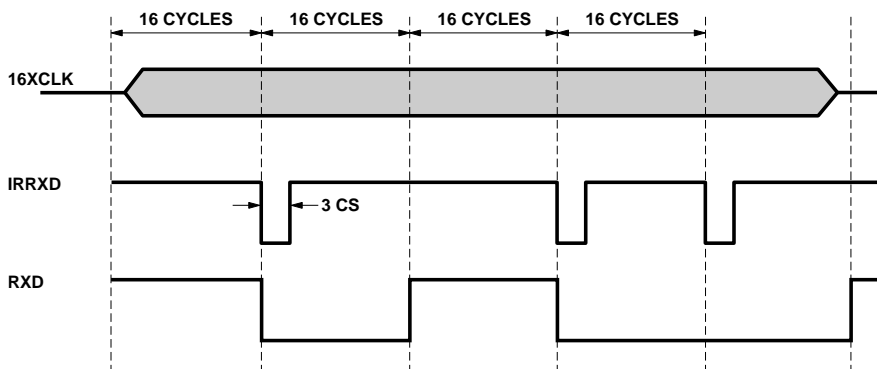 16 CYCLES 16 CYCLES 16 CYCLES 16 CYCLES
16XCLK
IRRXD
3 CS
RXD